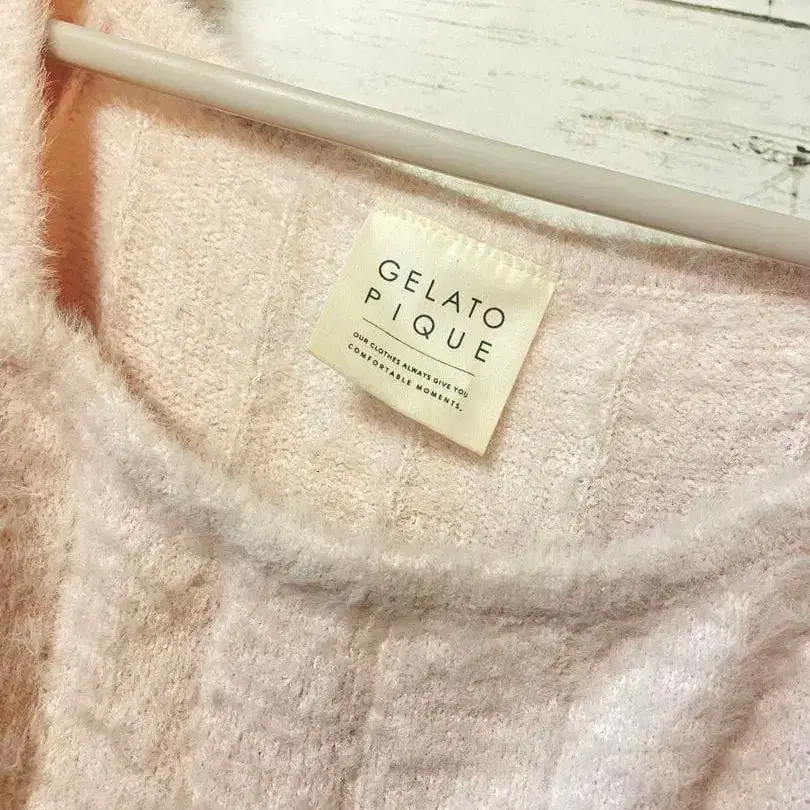 GELATO
PIQUE
OUR CLOTHES ALWAYS GIVE YOU
COMFORTABLE MOMENTS.